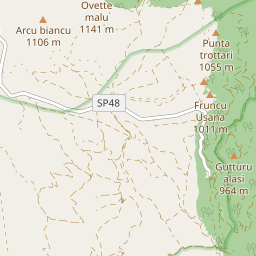 Ovette
malu
1141 m
Arcu biancu
1106 m
Punta
trottari
1055 m
SP48
Fruncu
Usana
1011 m
Gutturu
alasi
964 m